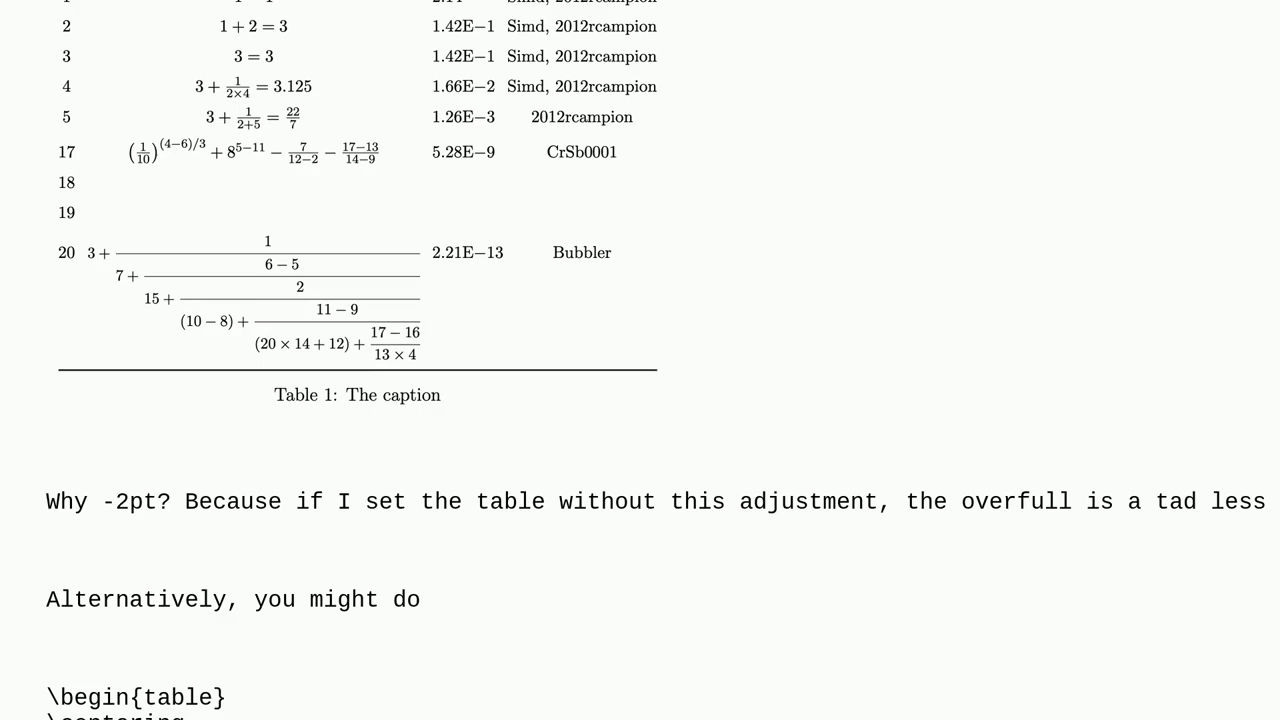 2 1 + 2 = 3 1.42E−1 Simd, 2012rcampion
3 3 = 3 1.42E−1 Simd, 2012rcampion
4 3 + 1/(2×4) = 3.125 1.66E−2 Simd, 2012rcampion
5 3 + 1/(2+5) = 22/7 1.26E−3 2012rcampion
17 (1/10)^((4−6)/3) + 8^(5−11) − 7/(12−2) − (17−13)/(14−9) 5.28E−9 CrSb0001
18
19
1
20 3 + 2.21E−13 Bubbler
6 − 5
7 +
2
15 +
11 − 9
(10 − 8) +
17 − 16
(20 × 14 + 12) +
13 × 4
Table 1: The caption
Why -2pt? Because if I set the table without this adjustment, the overfull is a tad less
Alternatively, you might do
\begin{table}
\centering